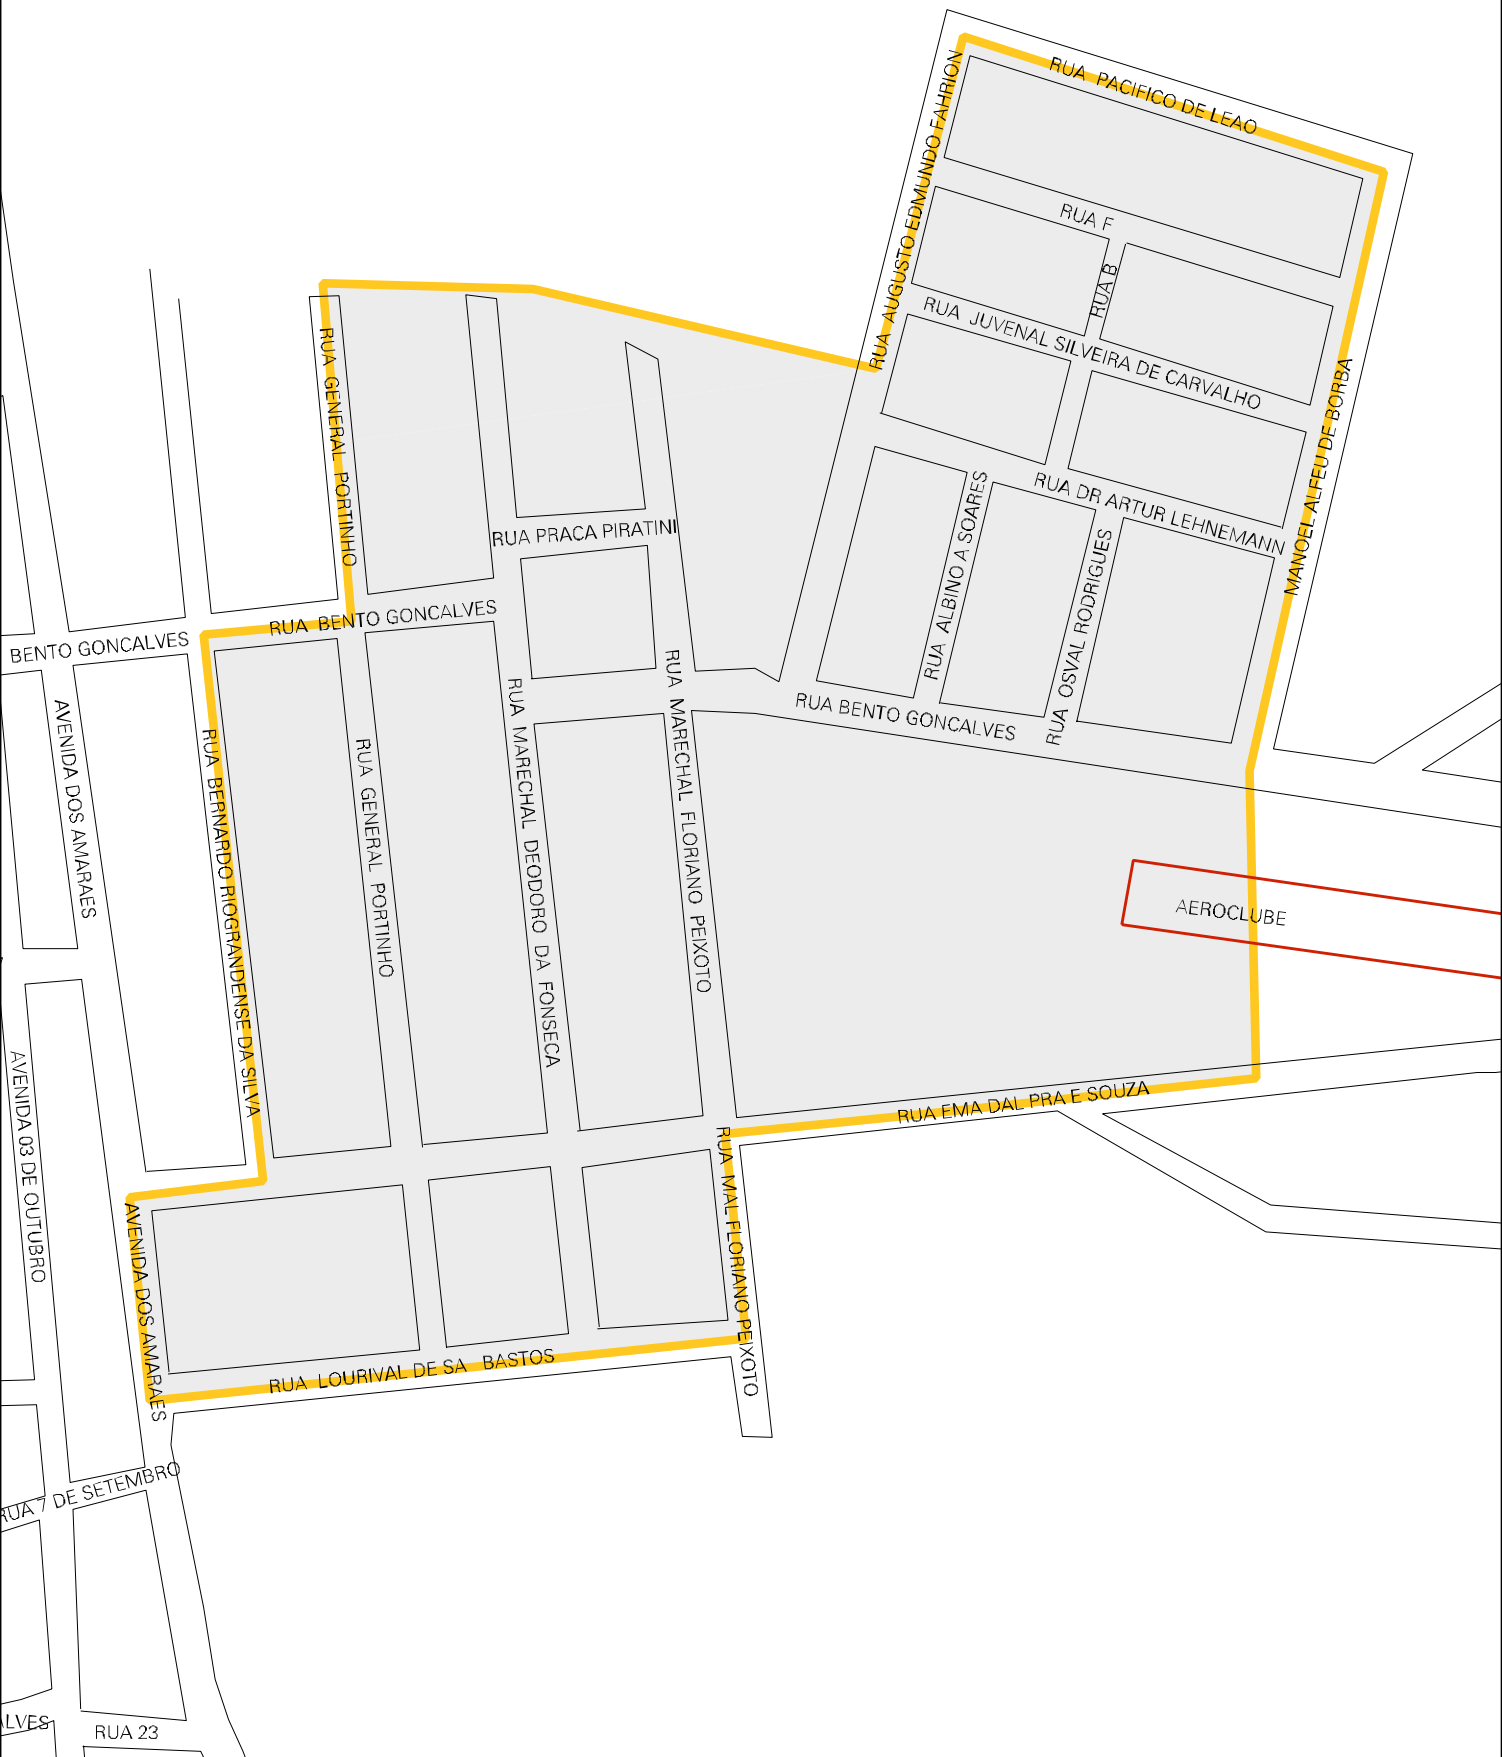 RUA PACIFICO DE LEAO
RUA AUGUSTO EDMUNDO FAHRION
RUA F
RUA B
RUA JUVENAL SILVEIRA DE CARVALHO
MANOEL ALFEU DE BORBA
RUA GENERAL PORTINHO
RUA DR ARTUR LEHNEMANN
RUA ALBINO A SOARES
RUA OSVAL RODRIGUES
RUA PRACA PIRATINI
RUA BENTO GONCALVES
BENTO GONCALVES
RUA BENTO GONCALVES
AVENIDA DOS AMARAES
RUA BERNARDO RIOGRANDENSE DA SILVA
RUA GENERAL PORTINHO
RUA MARECHAL DEODORO DA FONSECA
RUA MARECHAL FLORIANO PEIXOTO
AEROCLUBE
AVENIDA 03 DE OUTUBRO
RUA EMA DAL PRA E SOUZA
RUA MAL FLORIANO PEIXOTO
AVENIDA DOS AMARAES
RUA LOURIVAL DE SA BASTOS
RUA 7 DE SETEMBRO
ALVES
RUA 23